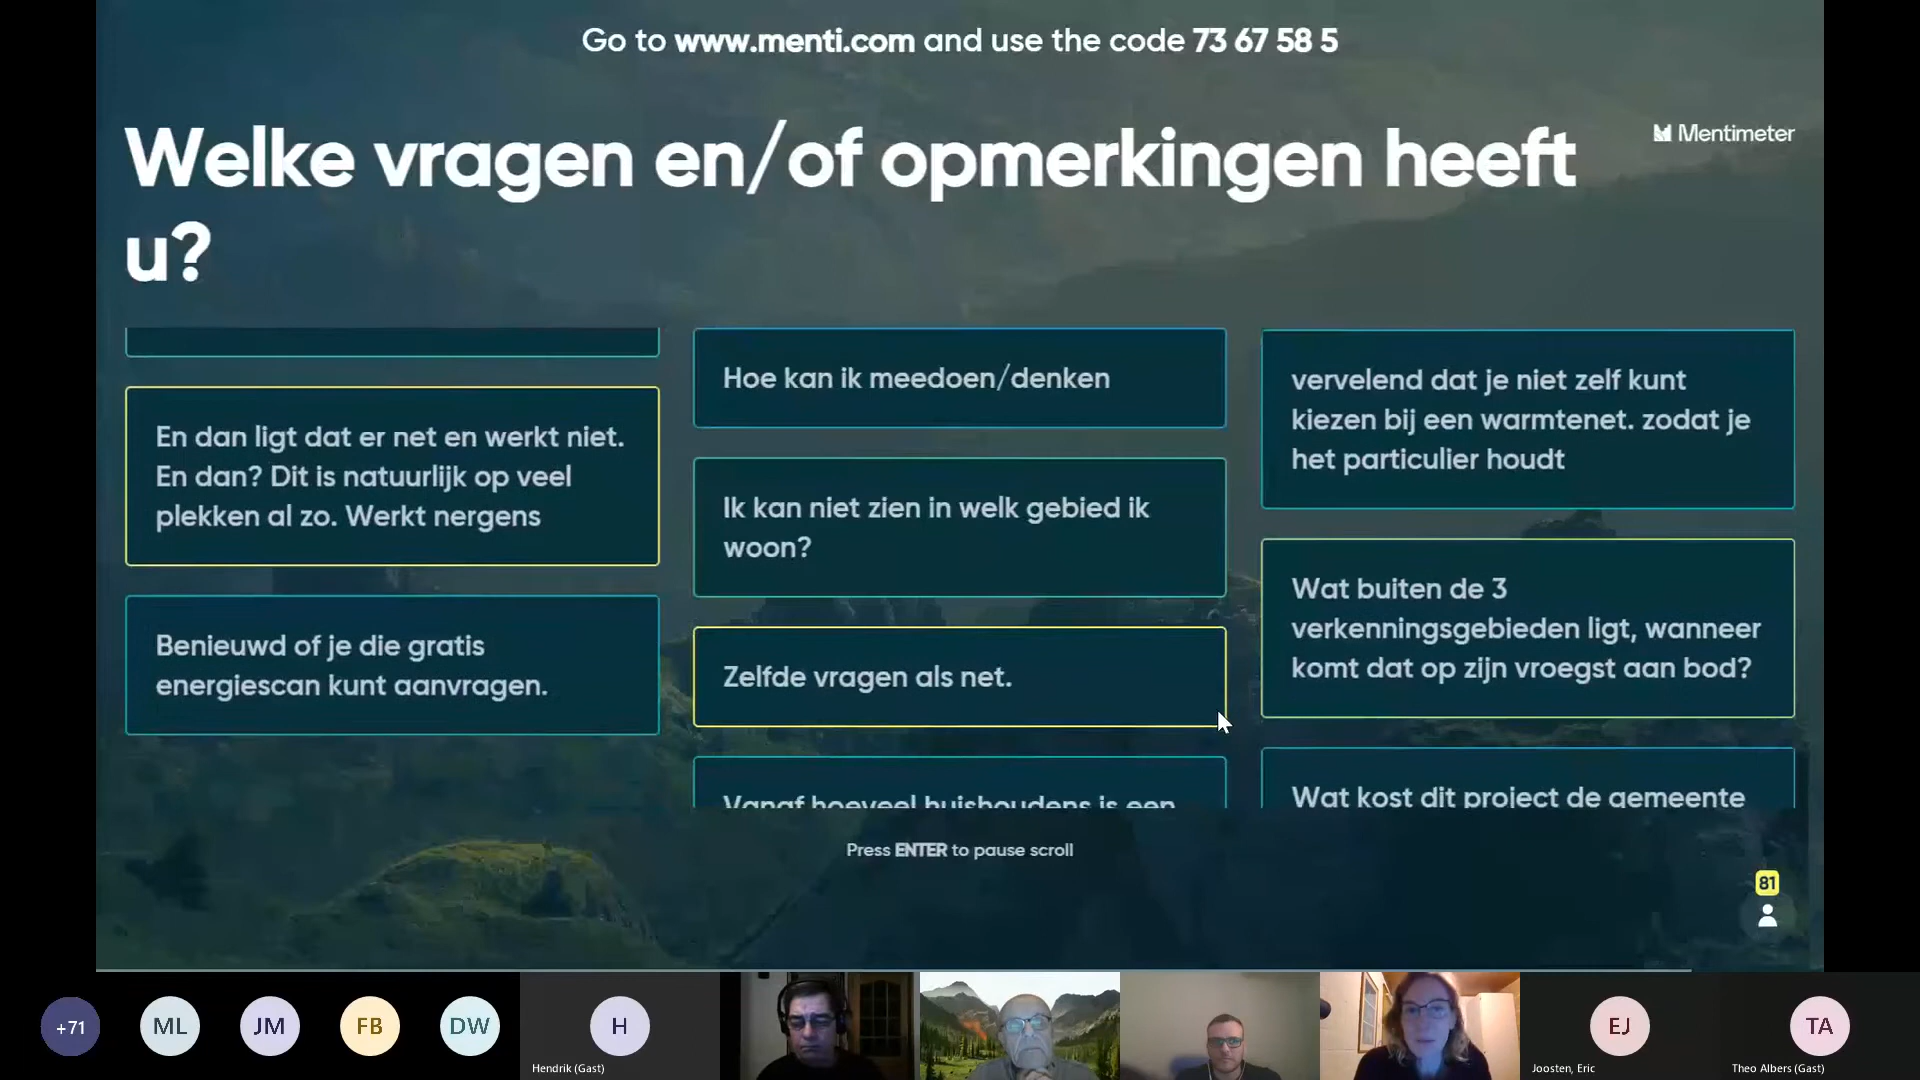 Go to www.menti.com and use the code 73 67 58 5
Mentimeter
Welke vragen en/of opmerkingen heeft
u?
En dan ligt dat er net en werkt niet.
En dan? Dit is natuurlijk op veel
plekken al zo. Werkt nergens
Benieuwd of je die gratis
energiescan kunt aanvragen.
Hoe kan ik meedoen/denken
Ik kan niet zien in welk gebied ik
woon?
Zelfde vragen als net.
Vanaf hoeveel huishoudens is een
vervelend dat je niet zelf kunt
kiezen bij een warmtenet. zodat je
het particulier houdt
Wat buiten de 3
verkenningsgebieden ligt, wanneer
komt dat op zijn vroegst aan bod?
Wat kost dit project de gemeente
Press ENTER to pause scroll
81
+71
ML
JM
FB
DW
H
Hendrik (Gast)
EJ
Joosten, Eric
TA
Theo Albers (Gast)